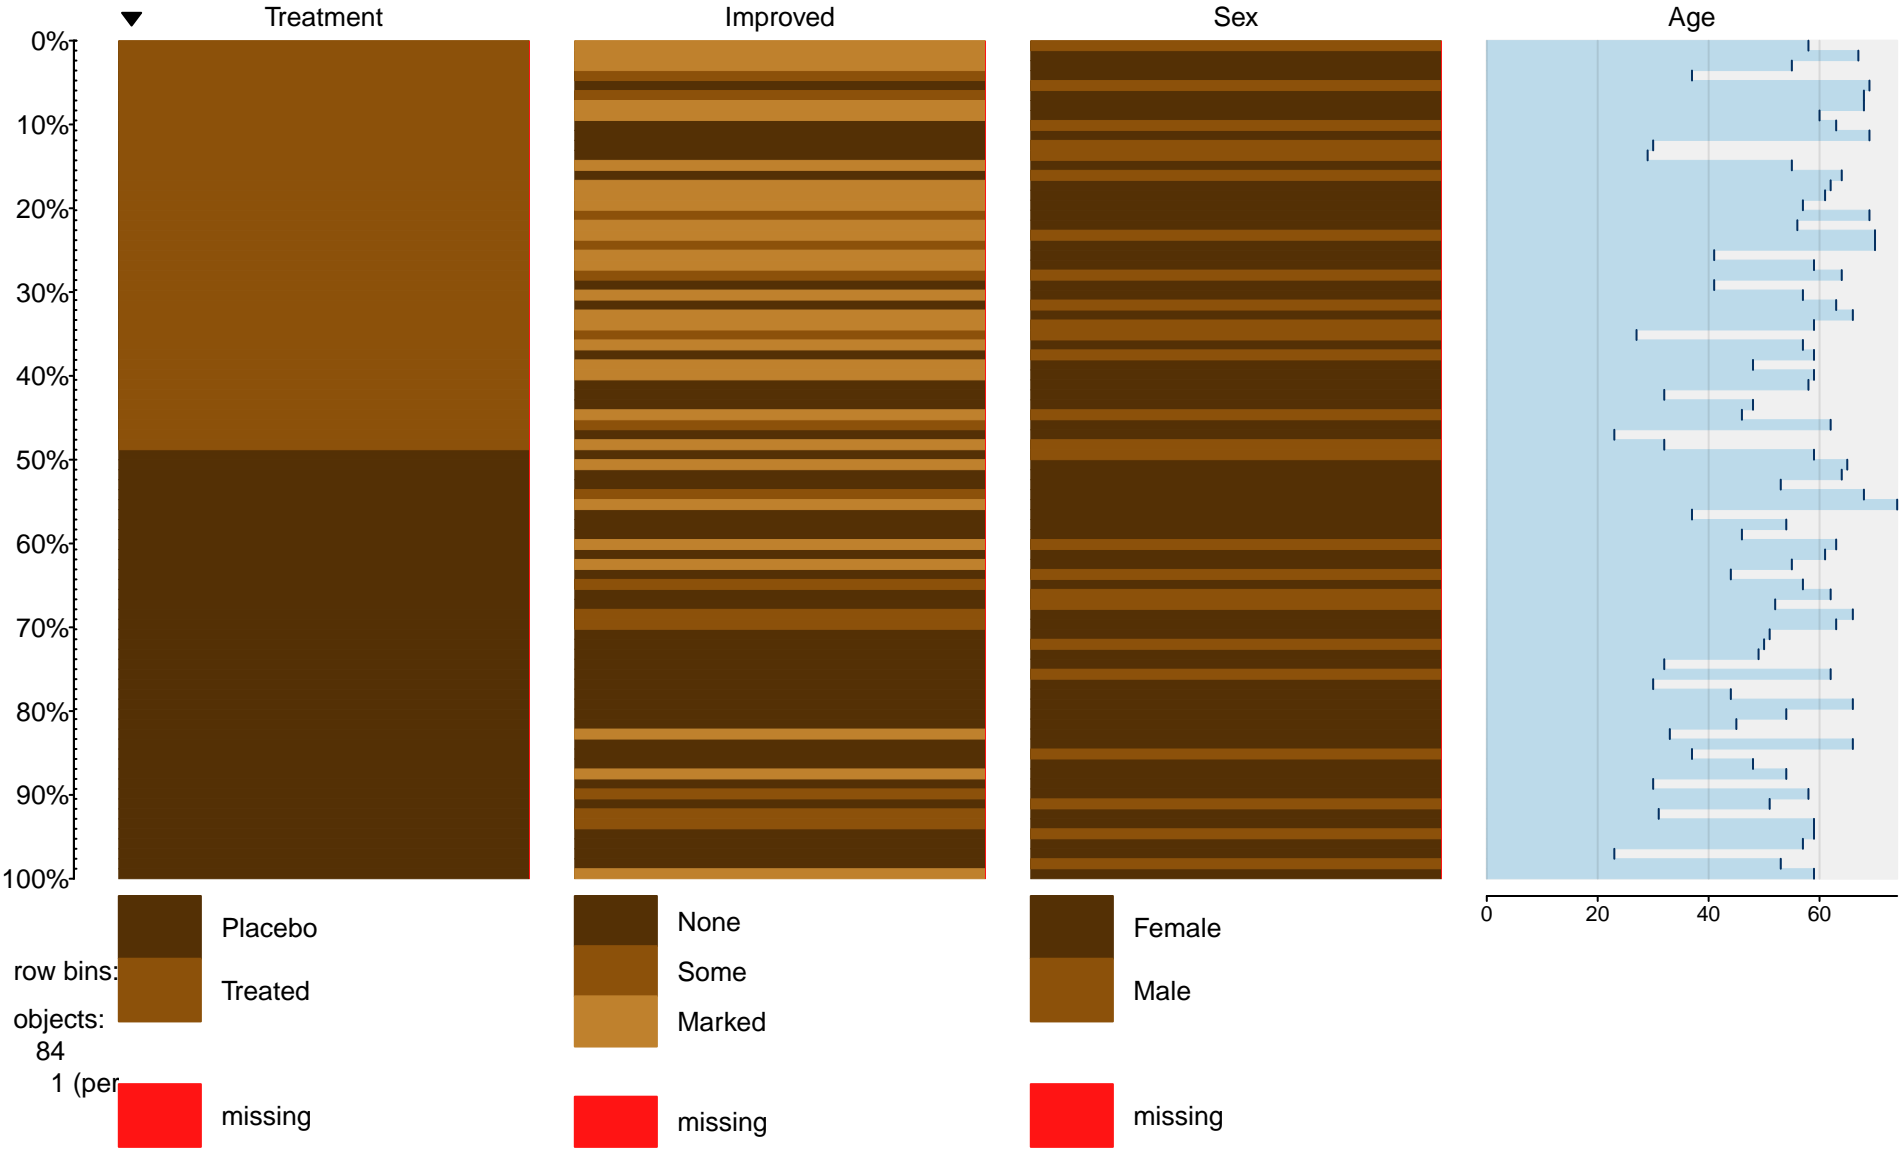 Treatment Improved Sex Age
0%
10%
20%
30%
40%
50%
60%
70%
80%
90%
100%
0 20 40 60
row bins:
objects:
84
1 (per
Placebo
Treated
missing
None
Some
Marked
missing
Female
Male
missing